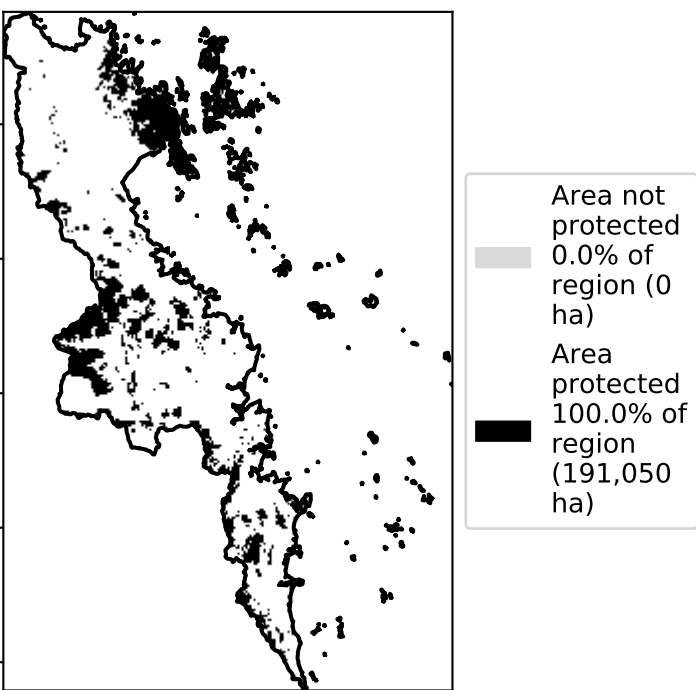 Area not
protected
0.0% of
region (0
ha)
Area
protected
100.0% of
region
(191,050
ha)